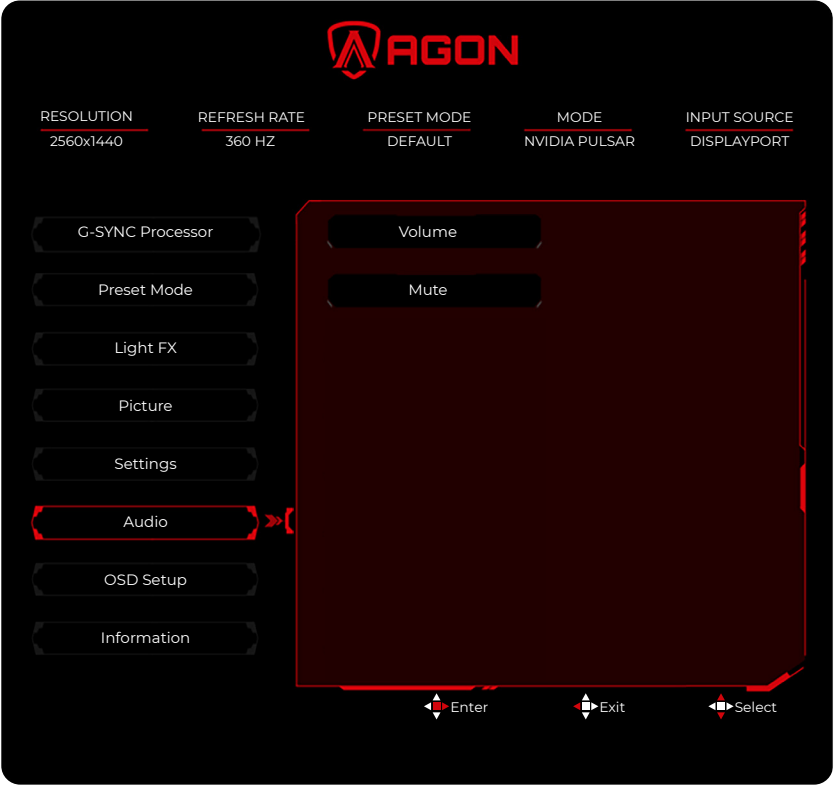 AGON
RESOLUTION
2560x1440
REFRESH RATE
360 HZ
PRESET MODE
DEFAULT
MODE
NVIDIA PULSAR
INPUT SOURCE
DISPLAYPORT
G-SYNC Processor
Preset Mode
Light FX
Picture
Settings
Audio
OSD Setup
Information
Volume
Mute
Enter
Exit
Select